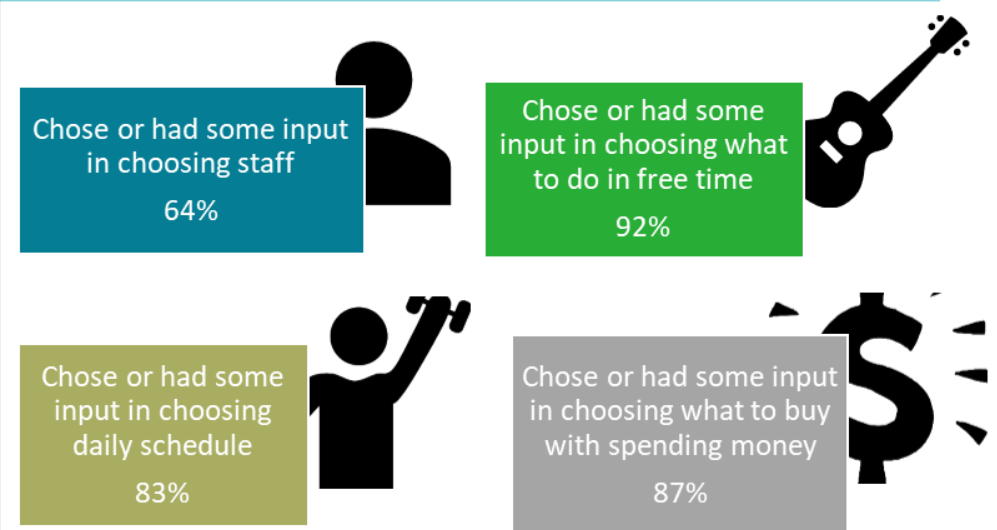 Chose or had some input
in choosing staff
64%
Chose or had some
input in choosing what
to do in free time
92%
Chose or had some
input in choosing
daily schedule
83%
Chose or had some input
in choosing what to buy
with spending money
87%
$